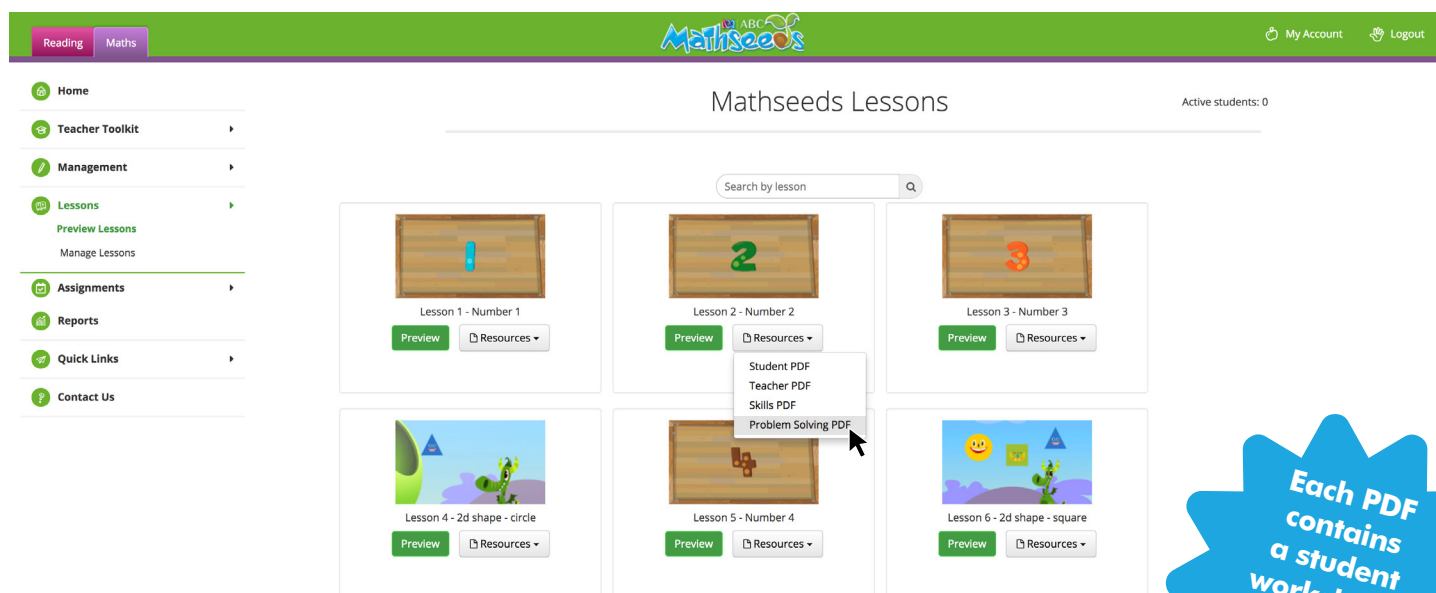 Reading
Maths
ABC
Mathseeds
My Account
Logout
Home
Teacher Toolkit
Management
Lessons
Preview Lessons
Manage Lessons
Assignments
Reports
Quick Links
Contact Us
Mathseeds Lessons
Active students: 0
Search by lesson
1
2
3
Lesson 1 - Number 1
Lesson 2 - Number 2
Lesson 3 - Number 3
Preview
Resources
Preview
Resources
Preview
Resources
Student PDF
Teacher PDF
Skills PDF
Problem Solving PDF
4
Lesson 4 - 2d shape - circle
Lesson 5 - Number 4
Lesson 6 - 2d shape - square
Preview
Resources
Preview
Resources
Preview
Resources
Each PDF
contains
a student